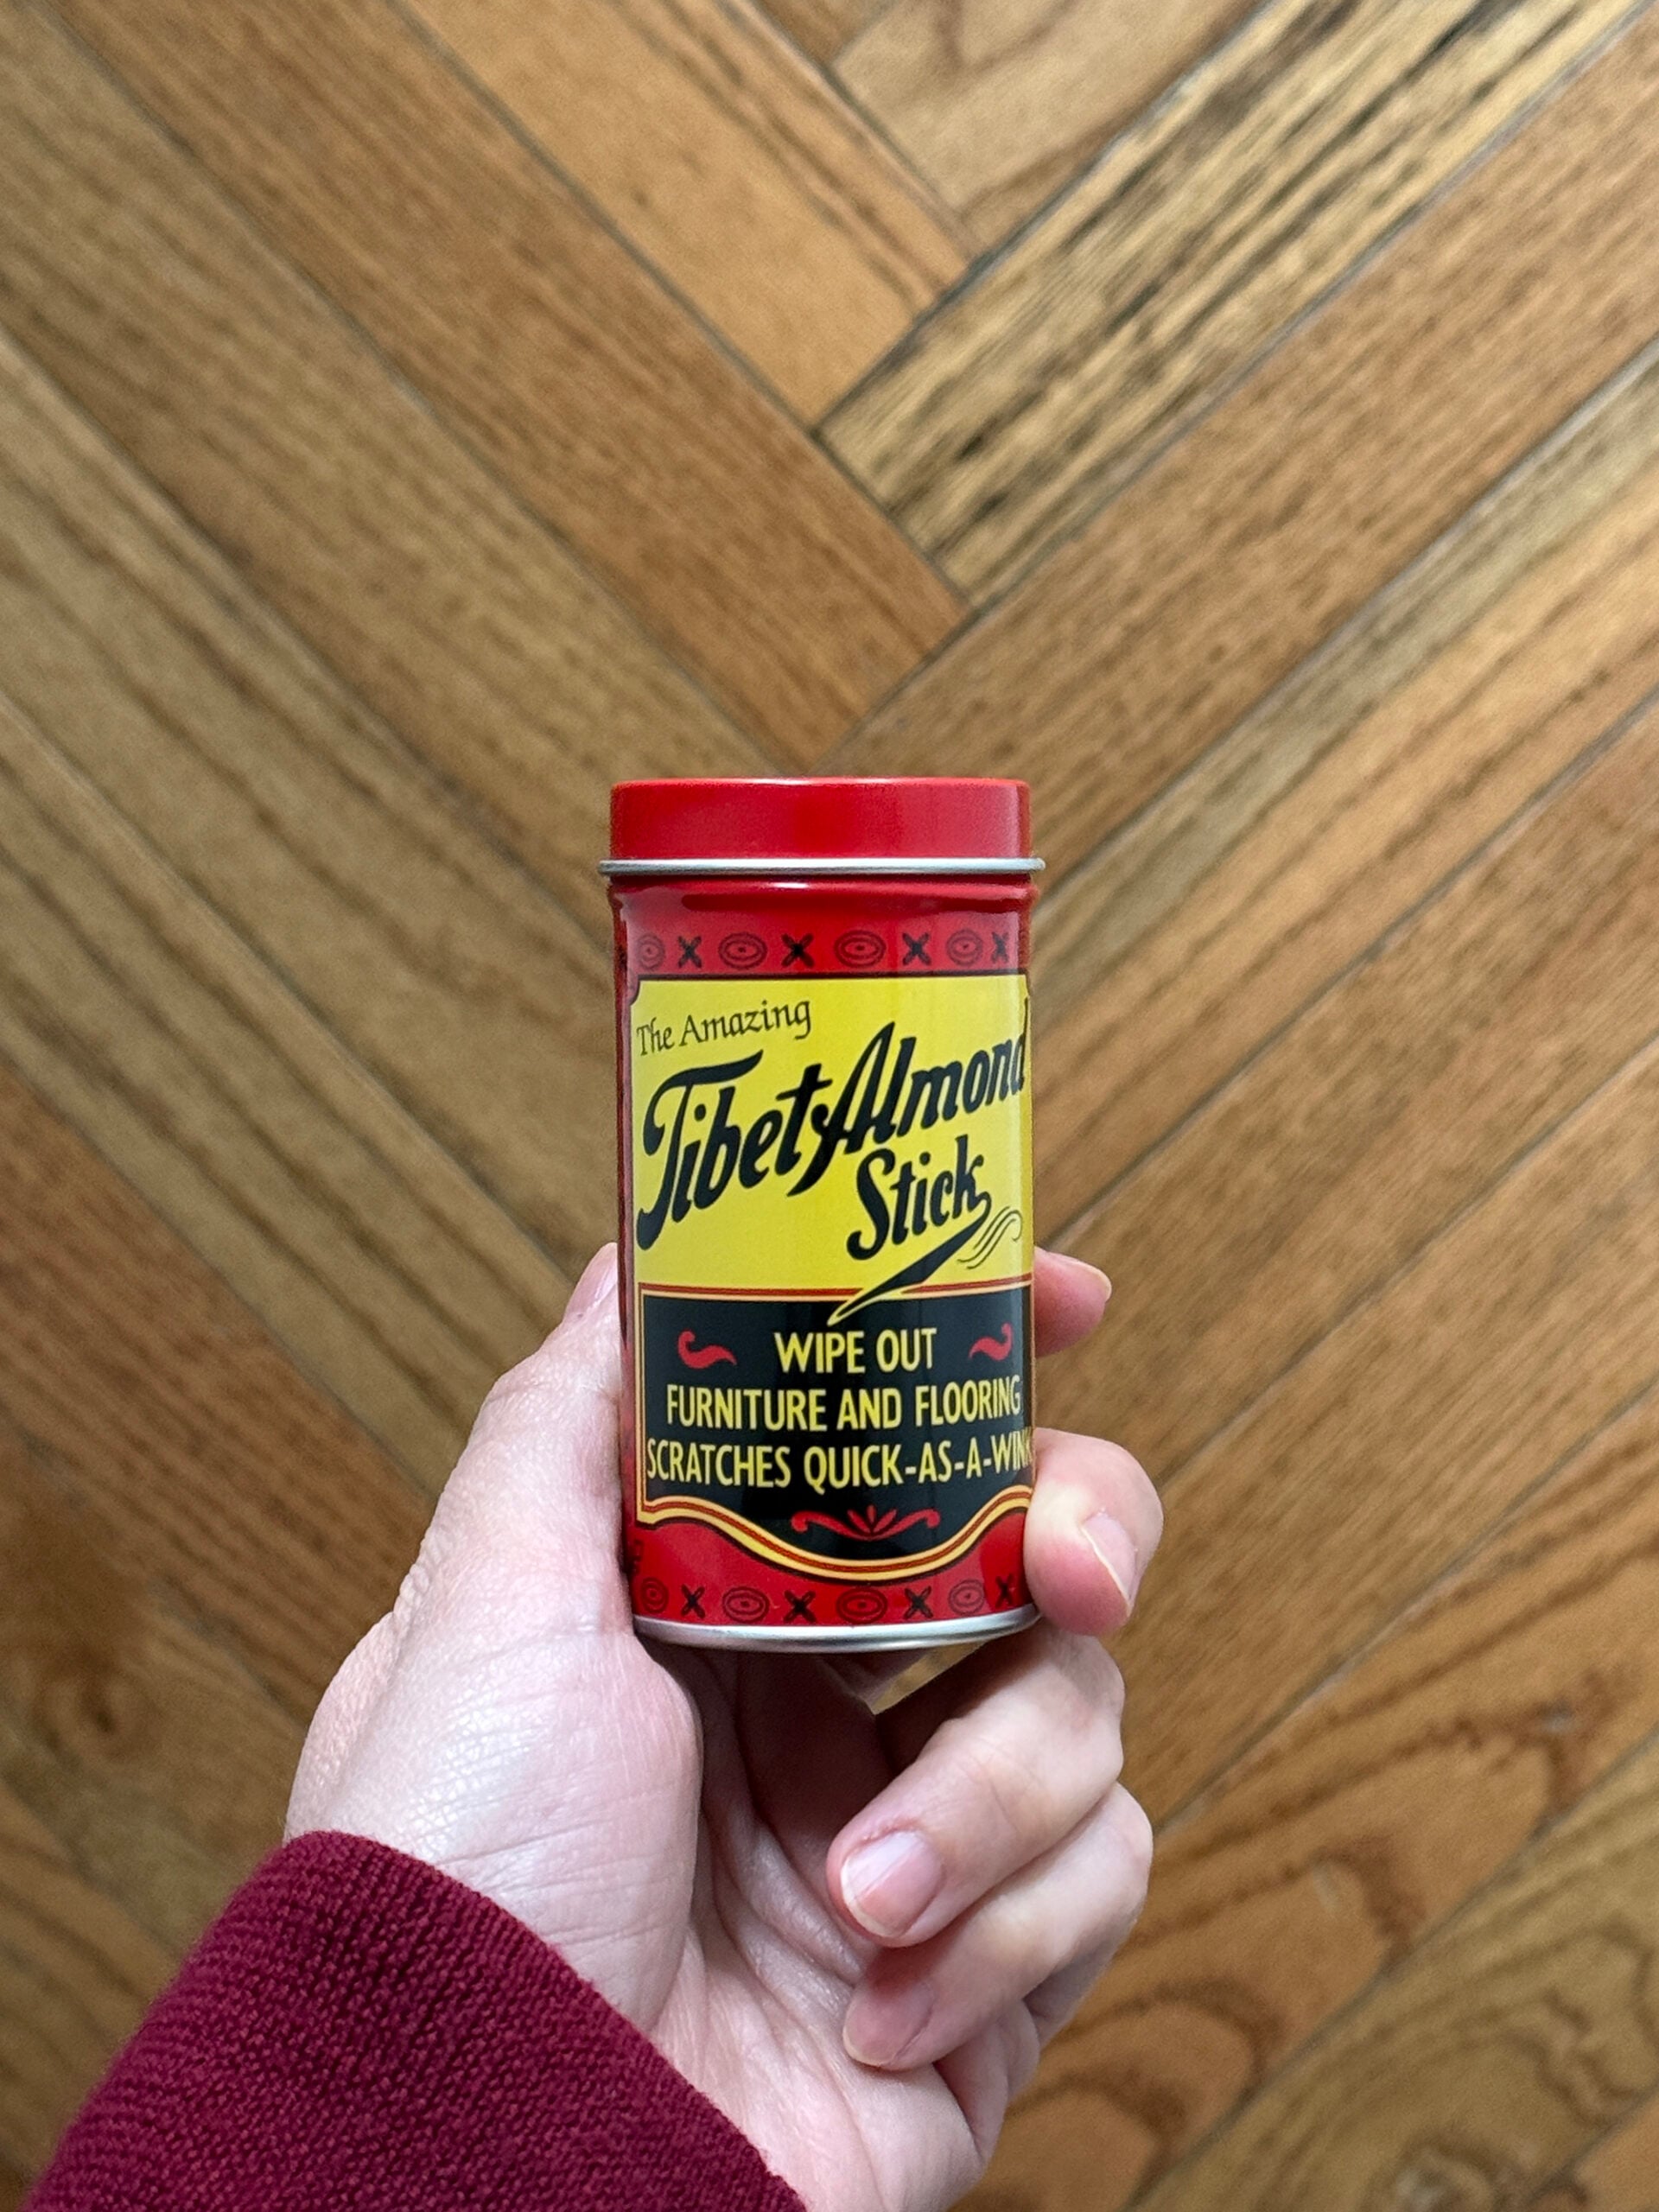 The Amazing
Tibet Almond
Stick
WIPE OUT
FURNITURE AND FLOORING
SCRATCHES QUICK-AS-A-WINK